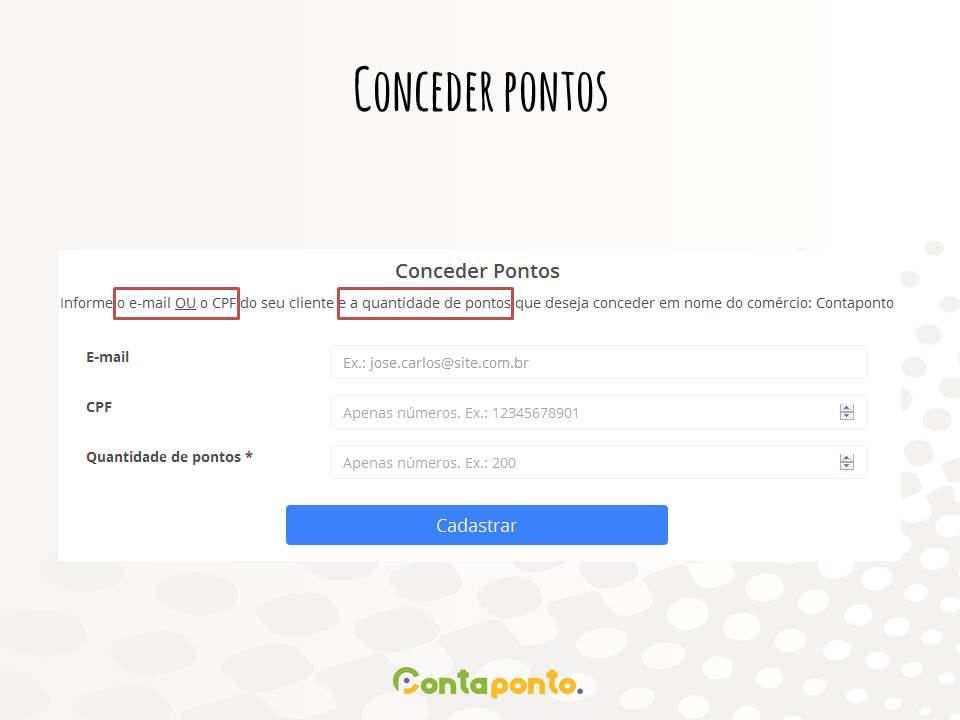 Conceder pontos
Conceder Pontos
Informe o e-mail OU o CPF do seu cliente e a quantidade de pontos que deseja conceder em nome do comércio: Contaponto
E-mail
Ex.: jose.carlos@site.com.br
CPF
Apenas números. Ex.: 12345678901
Quantidade de pontos *
Apenas números. Ex.: 200
Cadastrar
Contaponto.